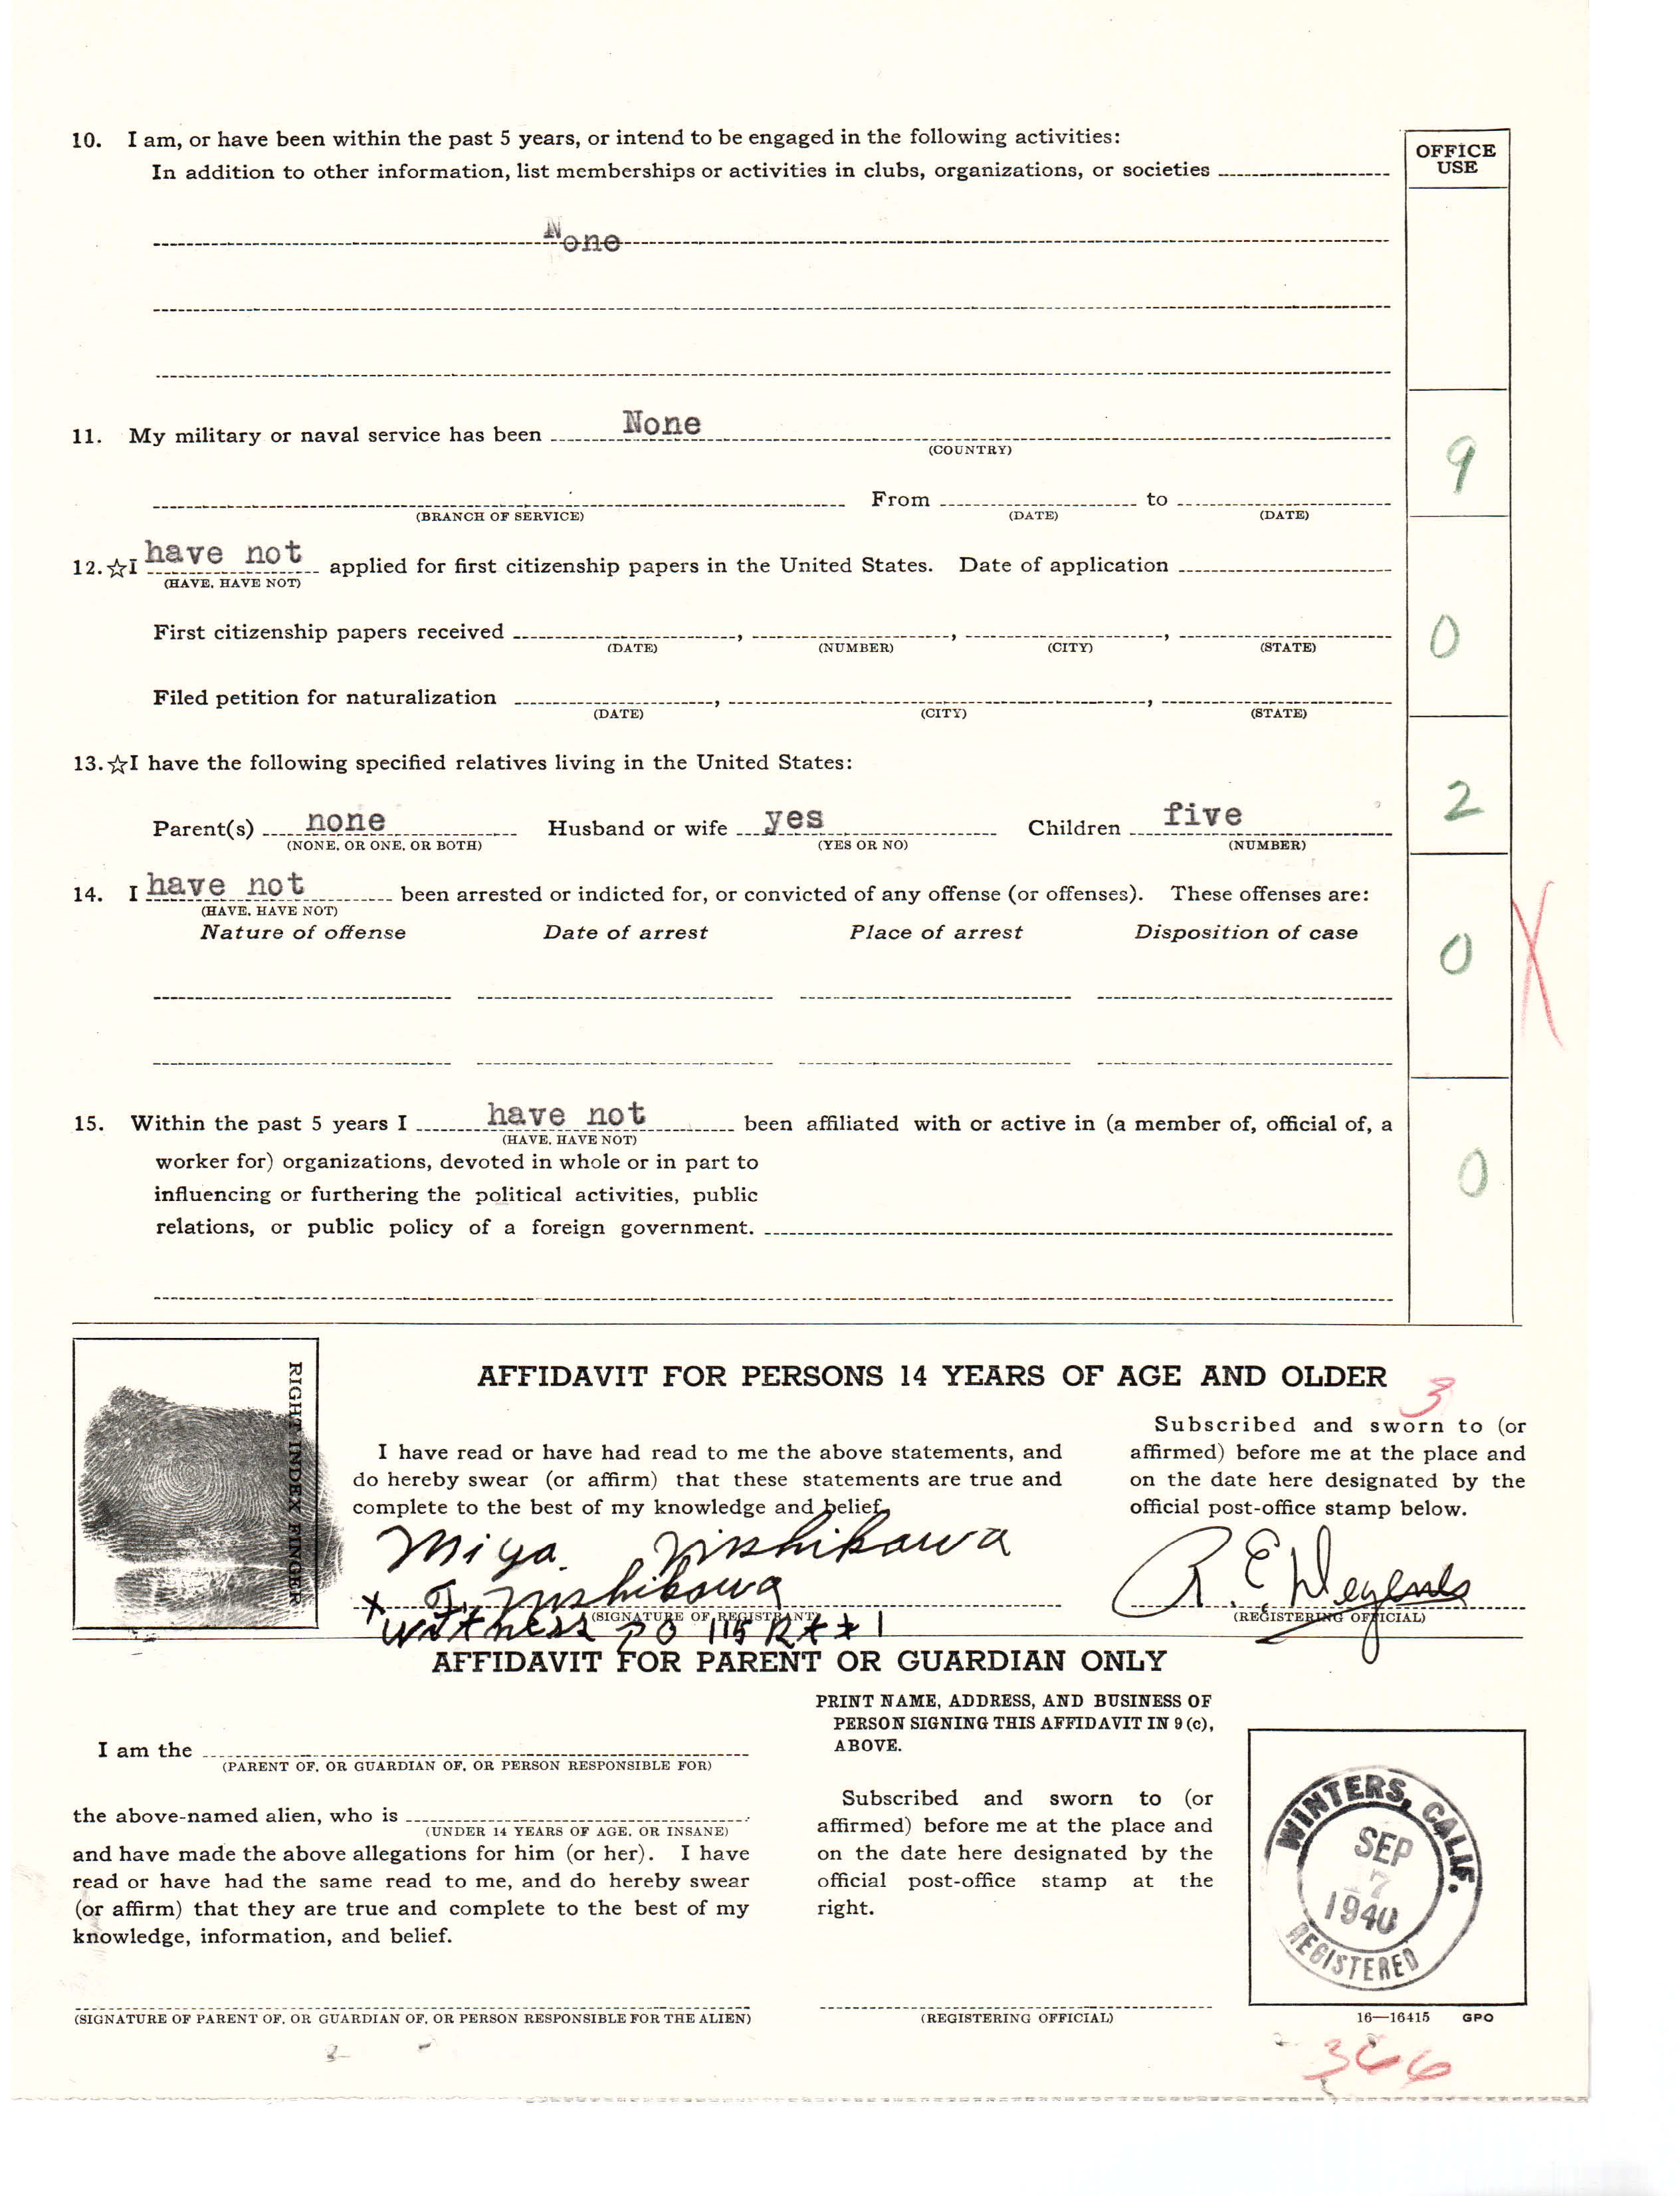 10. I am, or have been within the past 5 years, or intend to be engaged in the following activities:
In addition to other information, list memberships or activities in clubs, organizations, or societies
OFFICE
USE
None
11. My military or naval service has been None
(COUNTRY)
9
From to
(BRANCH OF SERVICE) (DATE) (DATE)
12. ☆I have not applied for first citizenship papers in the United States. Date of application
(HAVE, HAVE NOT)
First citizenship papers received , , ,
(DATE) (NUMBER) (CITY) (STATE)
0
Filed petition for naturalization , ,
(DATE) (CITY) (STATE)
13. ☆I have the following specified relatives living in the United States:
Parent(s) none Husband or wife yes Children five
(NONE, OR ONE, OR BOTH) (YES OR NO) (NUMBER)
2
14. I have not been arrested or indicted for, or convicted of any offense (or offenses). These offenses are:
(HAVE, HAVE NOT)
Nature of offense Date of arrest Place of arrest Disposition of case
0 X
15. Within the past 5 years I have not been affiliated with or active in (a member of, official of, a
(HAVE, HAVE NOT)
worker for) organizations, devoted in whole or in part to
influencing or furthering the political activities, public
relations, or public policy of a foreign government.
0
RIGHT INDEX FINGER
AFFIDAVIT FOR PERSONS 14 YEARS OF AGE AND OLDER
3
I have read or have had read to me the above statements, and
do hereby swear (or affirm) that these statements are true and
complete to the best of my knowledge and belief.
Subscribed and sworn to (or
affirmed) before me at the place and
on the date here designated by the
official post-office stamp below.
Miya Nishikawa
X T. Nishikawa
(SIGNATURE OF REGISTRANT)
Witness PO 115 Rt # 1
R. E.
(REGISTERING OFFICIAL)
AFFIDAVIT FOR PARENT OR GUARDIAN ONLY
I am the
(PARENT OF, OR GUARDIAN OF, OR PERSON RESPONSIBLE FOR)
the above-named alien, who is
(UNDER 14 YEARS OF AGE, OR INSANE)
and have made the above allegations for him (or her). I have
read or have had the same read to me, and do hereby swear
(or affirm) that they are true and complete to the best of my
knowledge, information, and belief.
(SIGNATURE OF PARENT OF, OR GUARDIAN OF, OR PERSON RESPONSIBLE FOR THE ALIEN)
PRINT NAME, ADDRESS, AND BUSINESS OF
PERSON SIGNING THIS AFFIDAVIT IN 9 (c),
ABOVE.
Subscribed and sworn to (or
affirmed) before me at the place and
on the date here designated by the
official post-office stamp at the
right.
(REGISTERING OFFICIAL)
WINTERS, CALIF.
SEP
7
1940
REGISTERED
16—16415 GPO
366